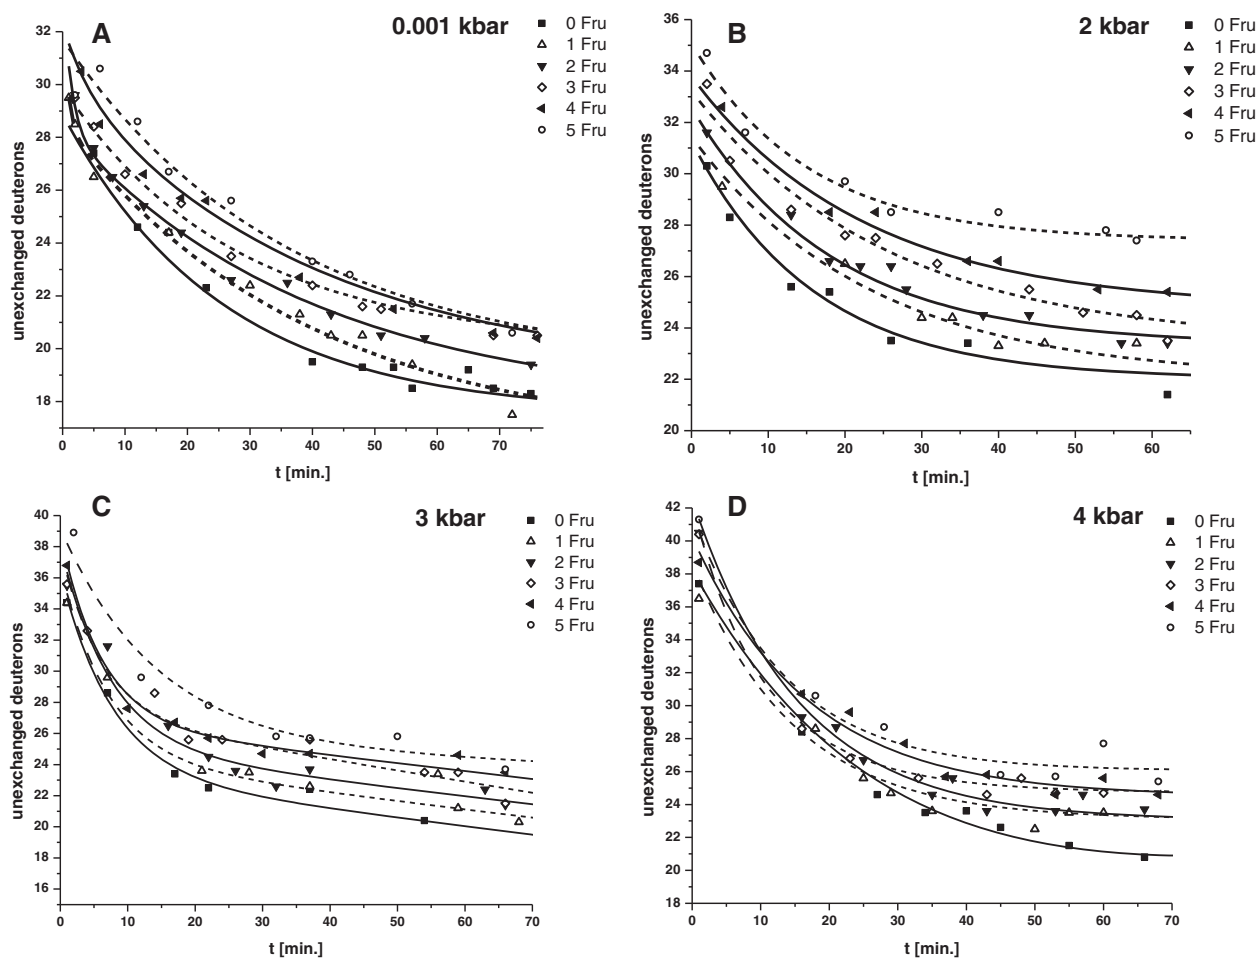 A
0.001 kbar
0 Fru
1 Fru
2 Fru
3 Fru
4 Fru
5 Fru
32
30
28
26
24
22
20
18
unexchanged deuterons
0 10 20 30 40 50 60 70
t [min.]
B
2 kbar
0 Fru
1 Fru
2 Fru
3 Fru
4 Fru
5 Fru
36
34
32
30
28
26
24
22
20
unexchanged deuterons
0 10 20 30 40 50 60
t [min.]
C
3 kbar
0 Fru
1 Fru
2 Fru
3 Fru
4 Fru
5 Fru
40
38
36
34
32
30
28
26
24
22
20
18
16
unexchanged deuterons
0 10 20 30 40 50 60 70
t [min.]
D
4 kbar
0 Fru
1 Fru
2 Fru
3 Fru
4 Fru
5 Fru
42
40
38
36
34
32
30
28
26
24
22
20
18
unexchanged deuterons
0 10 20 30 40 50 60 70
t [min.]